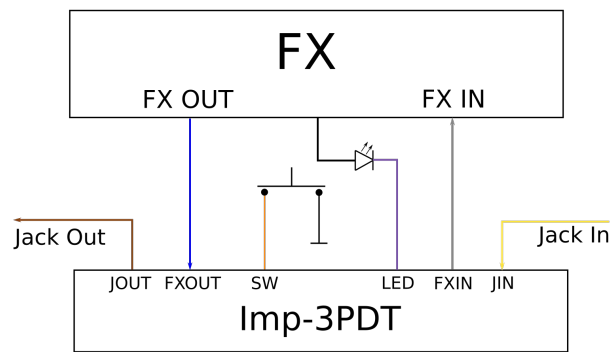 FX
FX OUT
FX IN
Jack Out
Jack In
JOUT
FXOUT
SW
LED
FXIN
JIN
Imp-3PDT